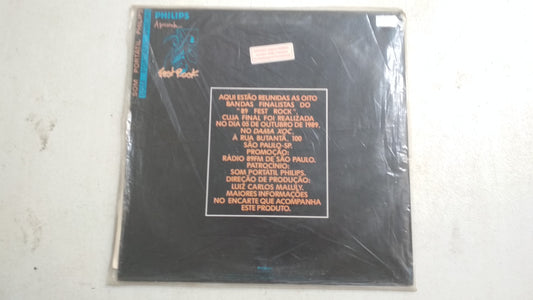 PHILIPS
Apresenta...
Fest Rock
SOM PORTÁTIL PHILIPS
AQUI ESTÃO REUNIDAS AS OITO
BANDAS FINALISTAS DO
"89 FEST ROCK",
CUJA FINAL FOI REALIZADA
NO DIA 05 DE OUTUBRO DE 1989,
NO DAMA XOC,
À RUA BUTANTÃ, 100
SÃO PAULO-SP.
PROMOÇÃO:
RÁDIO 89FM DE SÃO PAULO.
PATROCÍNIO:
SOM PORTÁTIL PHILIPS.
DIREÇÃO DE PRODUÇÃO:
LUIZ CARLOS MALULY.
MAIORES INFORMAÇÕES
NO ENCARTE QUE ACOMPANHA
ESTE PRODUTO.